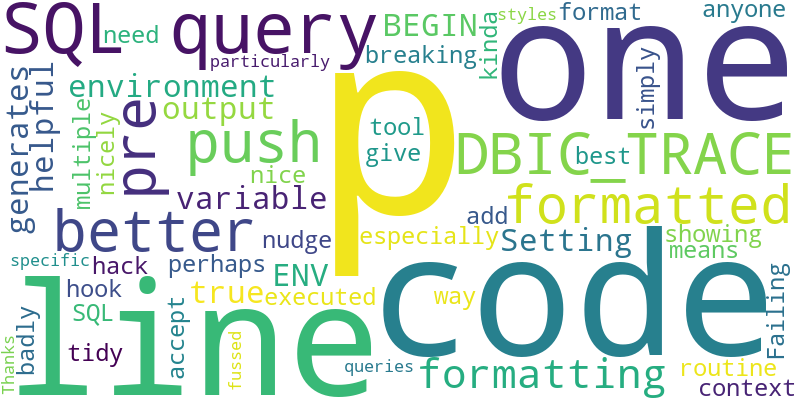 SQL
need
query
BEGIN
kinda
styles
format
anyone
particularly
breaking
one
simply
generates
helpful
environment
multiple
nicely
output
pre
push
p
tool
give
DBIC_TRACE
best
nice
variable
better
nudge
add
formatted
especially
Setting
showing
means
specific
hack
perhaps
hook
ENV
SQL
true
executed
way
code
Failing
line
tidy
accept
badly
Thanks
fussed
queries
formatting
routine
context